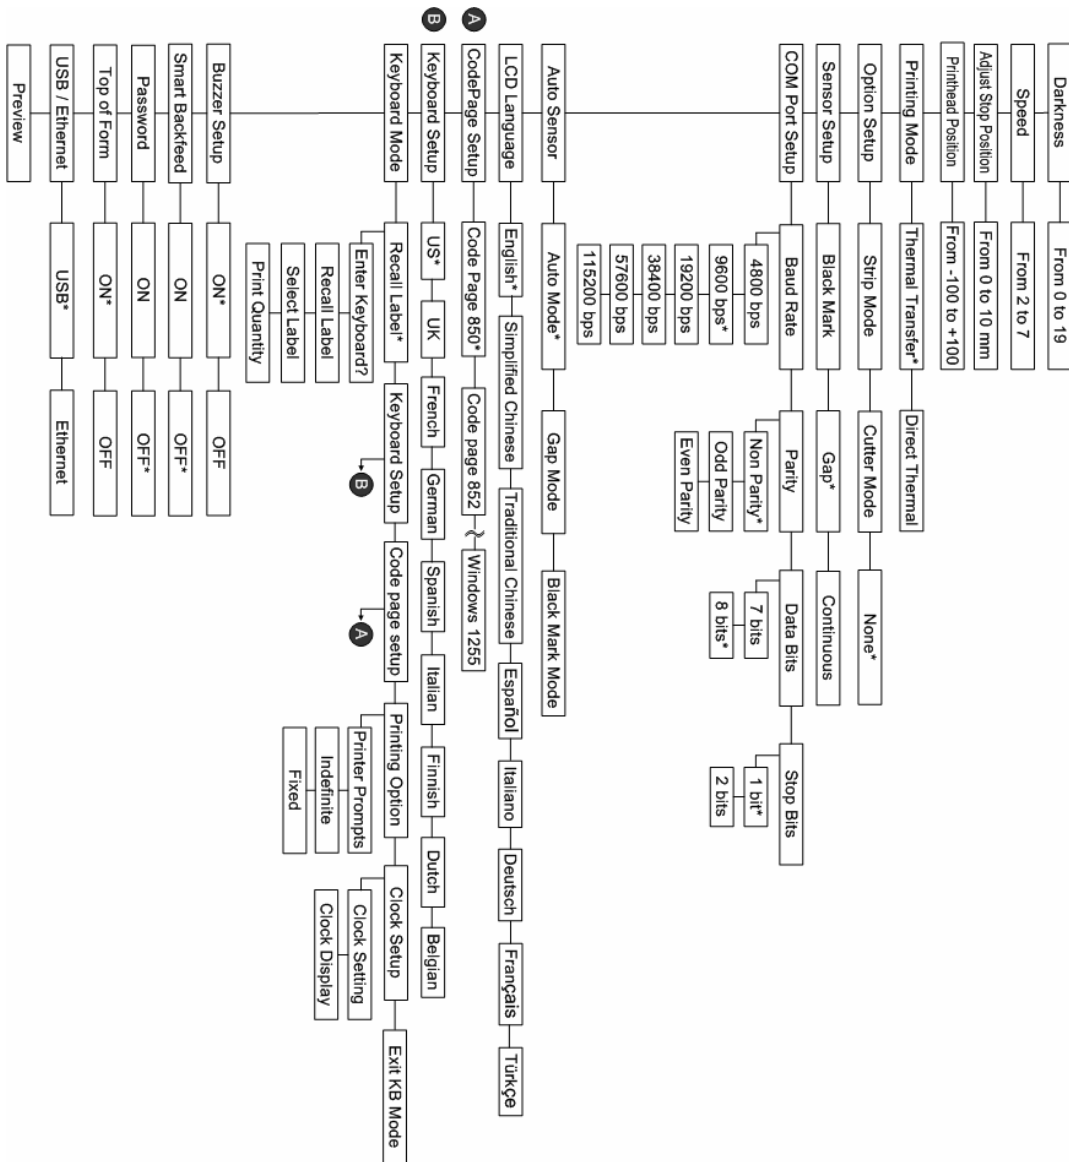 Darkness
From 0 to 19
Speed
From 2 to 7
Adjust Stop Position
From 0 to 10 mm
Printhead Position
From -100 to +100
Printing Mode
Thermal Transfer*
Direct Thermal
Option Setup
Strip Mode
Cutter Mode
None*
Sensor Setup
Black Mark
Gap*
Continuous
COM Port Setup
Baud Rate
4800 bps
9600 bps*
19200 bps
38400 bps
57600 bps
115200 bps
Parity
Non Parity*
Odd Parity
Even Parity
Data Bits
7 bits
8 bits*
Stop Bits
1 bit*
2 bits
Auto Sensor
Auto Mode*
Gap Mode
Black Mark Mode
LCD Language
English*
Simplified Chinese
Traditional Chinese
Español
Italiano
Deutsch
Français
Türkçe
A
CodePage Setup
Code Page 850*
Code page 852
Windows 1255
B
Keyboard Setup
US*
UK
French
German
Spanish
Italian
Finnish
Dutch
Belgian
Keyboard Mode
Recall Label*
Enter Keyboard?
Recall Label
Select Label
Print Quantity
Keyboard Setup
B
Code page setup
A
Printing Option
Printer Prompts
Indefinite
Fixed
Clock Setup
Clock Setting
Clock Display
Exit KB Mode
Buzzer Setup
ON*
OFF
Smart Backfeed
ON
OFF*
Password
ON
OFF*
Top of Form
ON*
OFF
USB / Ethernet
USB*
Ethernet
Preview